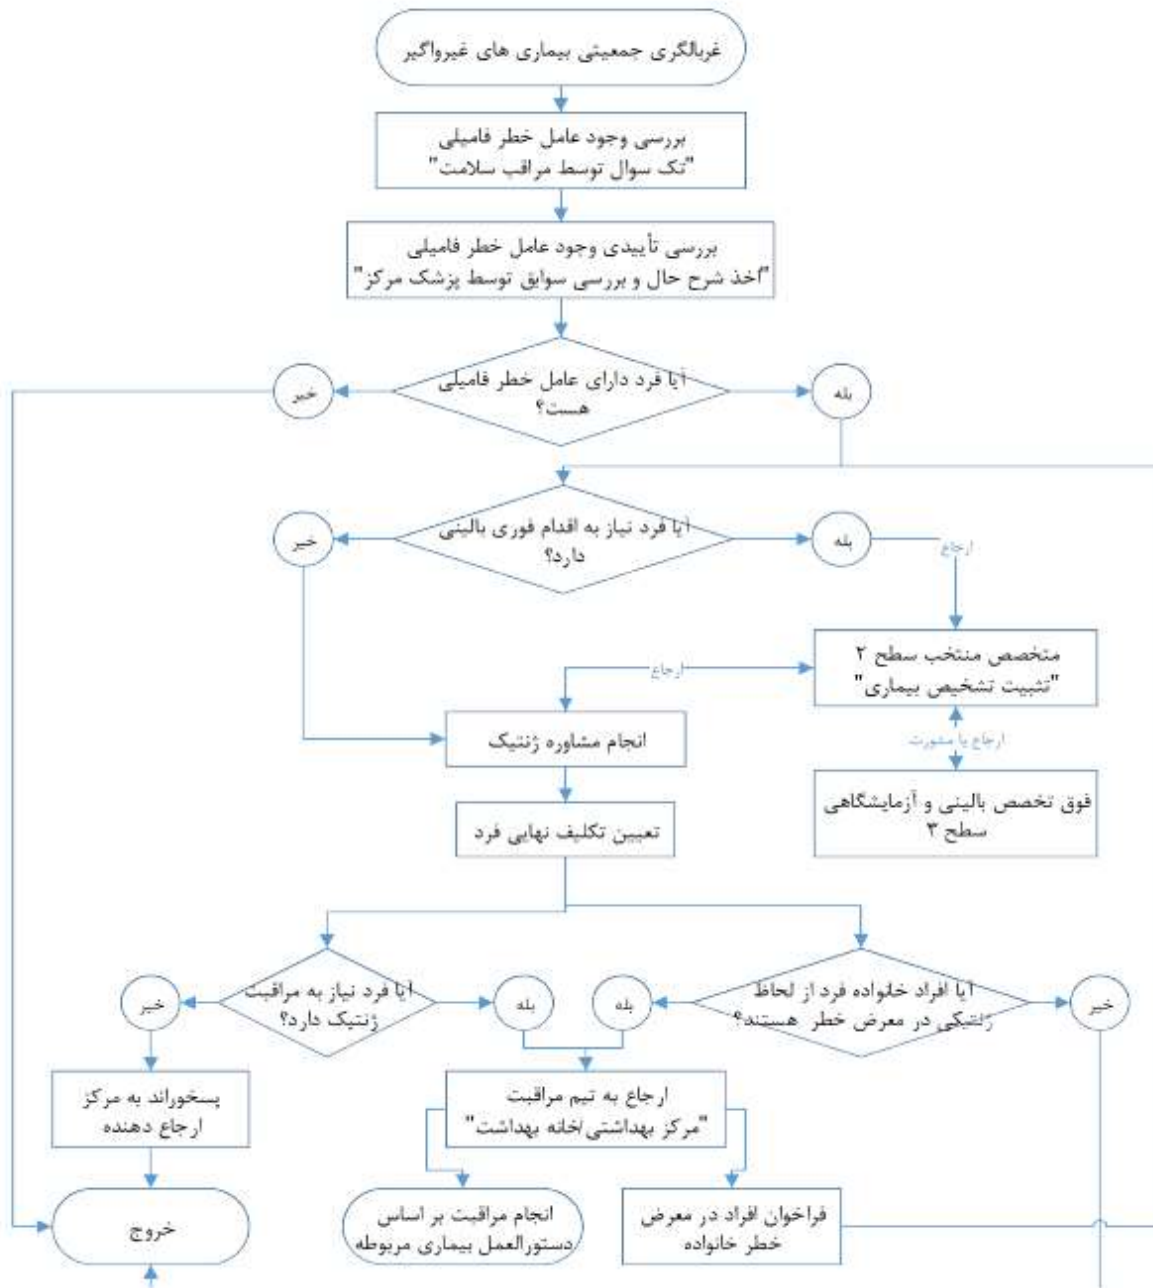 غربالگری جمعیتی بیماری های غیرواگیر
بررسی وجود عامل خطر فامیلی
"تک سوال توسط مراقب سلامت"
بررسی تأییدی وجود عامل خطر فامیلی
"اخذ شرح حال و بررسی سوابق توسط پزشک مرکز"
آیا فرد دارای عامل خطر فامیلی
هست؟
بله
خیر
آیا فرد نیاز به اقدام فوری بالینی
دارد؟
بله
خیر
ارجاع
متخصص منتخب سطح ۲
"تثبیت تشخیص بیماری"
ارجاع
ارجاع یا مشورت
فوق تخصص بالینی و آزمایشگاهی
سطح ۳
انجام مشاوره ژنتیک
تعیین تکلیف نهایی فرد
آیا افراد خانواده فرد از لحاظ
ژنتیکی در معرض خطر هستند؟
خیر
بله
آیا فرد نیاز به مراقبت
ژنتیک دارد؟
بله
خیر
ارجاع به تیم مراقبت
"مرکز بهداشتی/خانه بهداشت"
پسخوراند به مرکز
ارجاع دهنده
فراخوان افراد در معرض
خطر خانواده
انجام مراقبت بر اساس
دستورالعمل بیماری مربوطه
خروج